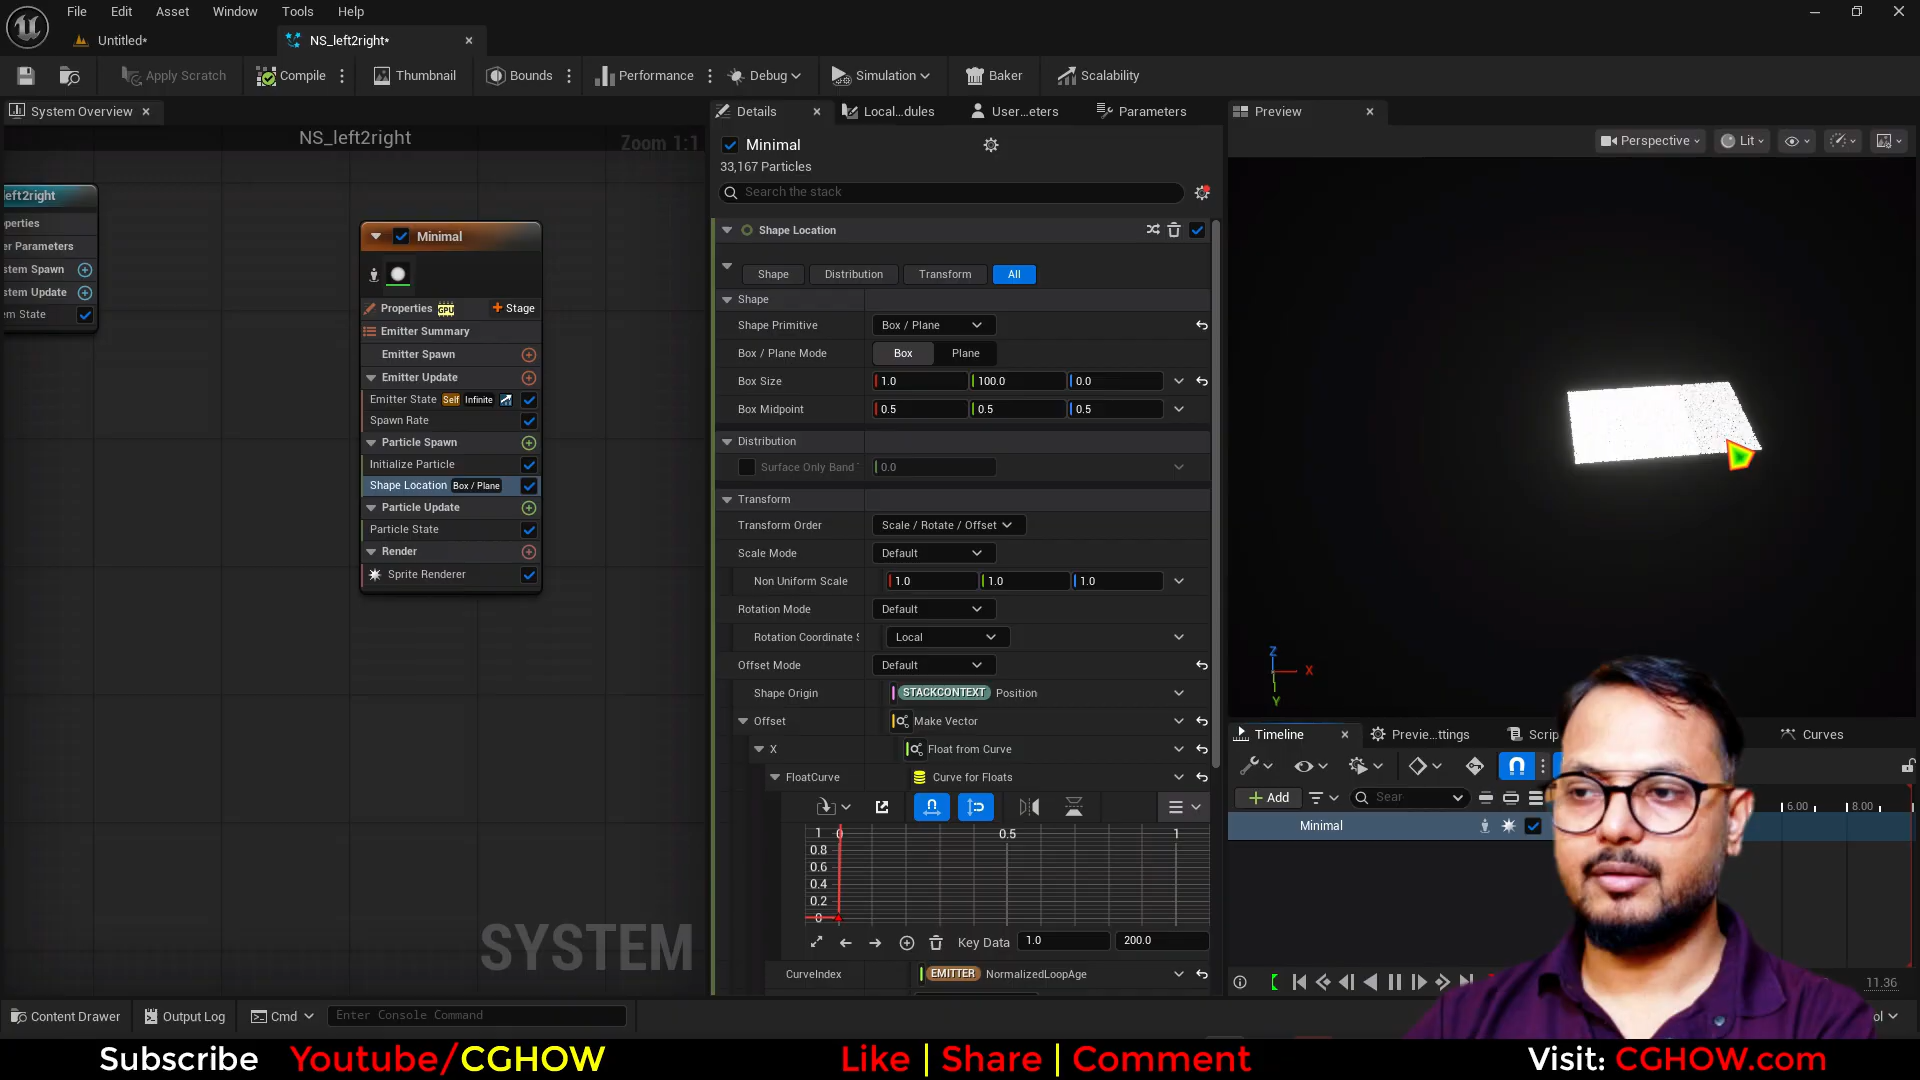 File Edit Asset Window Tools Help
Untitled* NS_left2right*
Apply Scratch Compile Thumbnail Bounds Performance Debug Simulation Baker Scalability
System Overview
NS_left2right
Zoom 1:1
left2right
Minimal
Properties GPU Stage
Emitter Summary
Emitter Spawn
Emitter Update
Emitter State Self Infinite
Spawn Rate
Particle Spawn
Initialize Particle
Shape Location Box / Plane
Particle Update
Particle State
Render
Sprite Renderer
SYSTEM
Details Local...dules User...eters Parameters
Minimal
33,167 Particles
Search the stack
Shape Location
Shape Distribution Transform All
Shape
Shape Primitive Box / Plane
Box / Plane Mode Box Plane
Box Size 1.0 100.0 0.0
Box Midpoint 0.5 0.5 0.5
Distribution
Surface Only Band 0.0
Transform
Transform Order Scale / Rotate / Offset
Scale Mode Default
Non Uniform Scale 1.0 1.0 1.0
Rotation Mode Default
Rotation Coordinate Local
Offset Mode Default
Shape Origin STACKCONTEXT Position
Offset Make Vector
X Float from Curve
FloatCurve Curve for Floats
1 0 0.5 1
0.8
0.6
0.4
0.2
0
Key Data 1.0 200.0
CurveIndex EMITTER NormalizedLoopAge
Preview
Perspective Lit
Z
X
Y
Timeline Previe...ttings Scrip Curves
Add Sear 6.00 8.00
Minimal
11.36
Content Drawer Output Log Cmd Enter Console Command
Subscribe Youtube/CGHOW Like | Share | Comment Visit: CGHOW.com